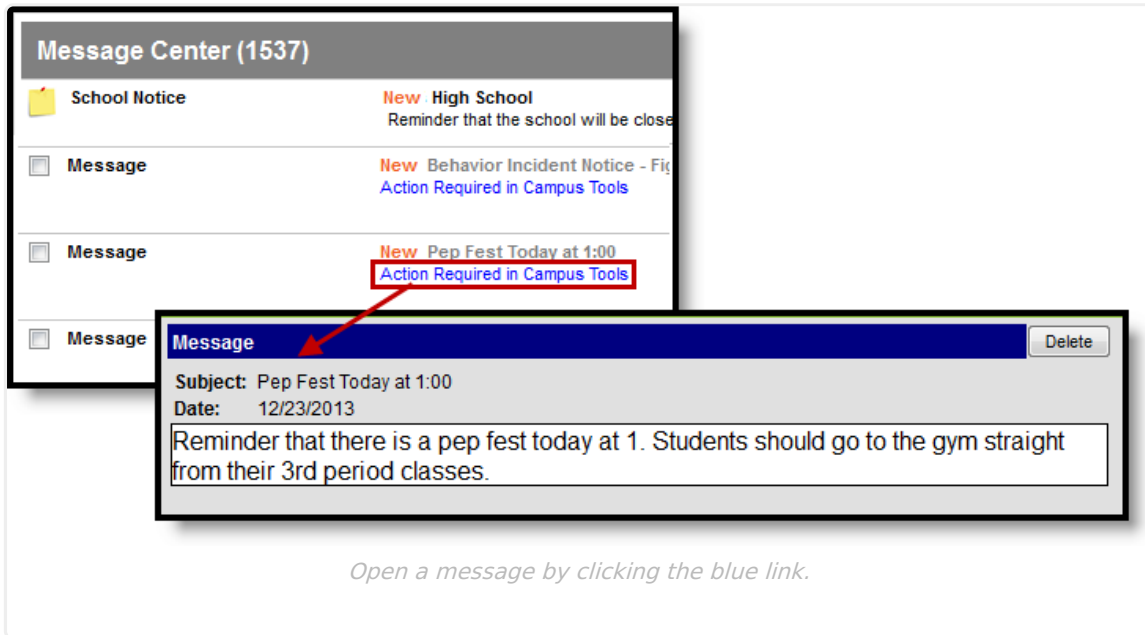 Message Center (1537)
School Notice New High School
Reminder that the school will be close
Message New Behavior Incident Notice - Fig
Action Required in Campus Tools
Message New Pep Fest Today at 1:00
Action Required in Campus Tools
Message
Message Delete
Subject: Pep Fest Today at 1:00
Date: 12/23/2013
Reminder that there is a pep fest today at 1. Students should go to the gym straight
from their 3rd period classes.
Open a message by clicking the blue link.